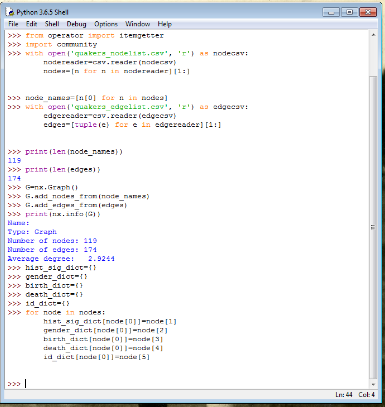 Python 3.6.5 Shell
File Edit Shell Debug Options Window Help
>>> from operator import itemgetter
>>> import community
>>> with open('quakers_nodelist.csv', 'r') as nodecsv:
nodereader=csv.reader(nodecsv)
nodes=[n for n in nodereader][1:]
>>> node_names=[n[0] for n in nodes]
>>> with open('quakers_edgelist.csv', 'r') as edgecsv:
edgereader=csv.reader(edgecsv)
edges=[tuple(e) for e in edgereader][1:]
>>> print(len(node_names))
119
>>> print(len(edges))
174
>>> G=nx.Graph()
>>> G.add_nodes_from(node_names)
>>> G.add_edges_from(edges)
>>> print(nx.info(G))
Name:
Type: Graph
Number of nodes: 119
Number of edges: 174
Average degree: 2.9244
>>> hist_sig_dict={}
>>> gender_dict={}
>>> birth_dict={}
>>> death_dict={}
>>> id_dict={}
>>> for node in nodes:
hist_sig_dict[node[0]]=node[1]
gender_dict[node[0]]=node[2]
birth_dict[node[0]]=node[3]
death_dict[node[0]]=node[4]
id_dict[node[0]]=node[5]
>>>
Ln: 44 Col: 4